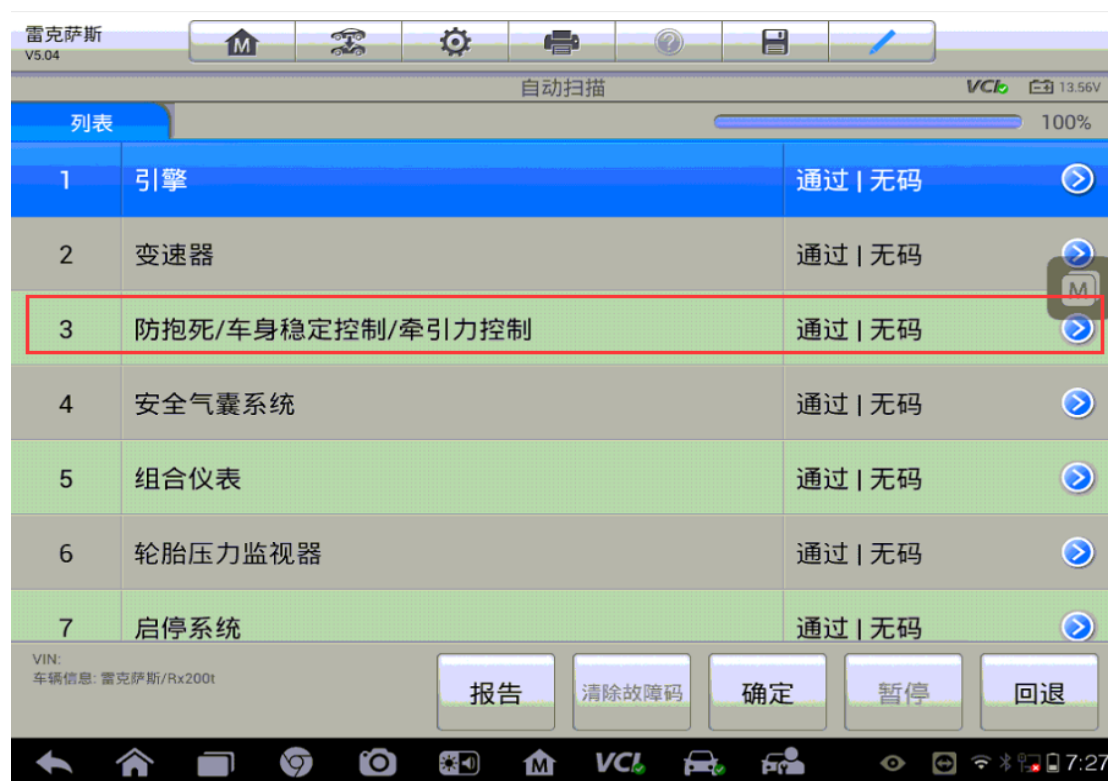 雷克萨斯
V5.04
M
?
自动扫描
VCI 13.56V
列表
100%
1 引擎 通过 | 无码
2 变速器 通过 | 无码
M
3 防抱死/车身稳定控制/牵引力控制 通过 | 无码
4 安全气囊系统 通过 | 无码
5 组合仪表 通过 | 无码
6 轮胎压力监视器 通过 | 无码
7 启停系统 通过 | 无码
VIN:
车辆信息: 雷克萨斯/Rx200t
报告 清除故障码 确定 暂停 回退
M VCI 7:27